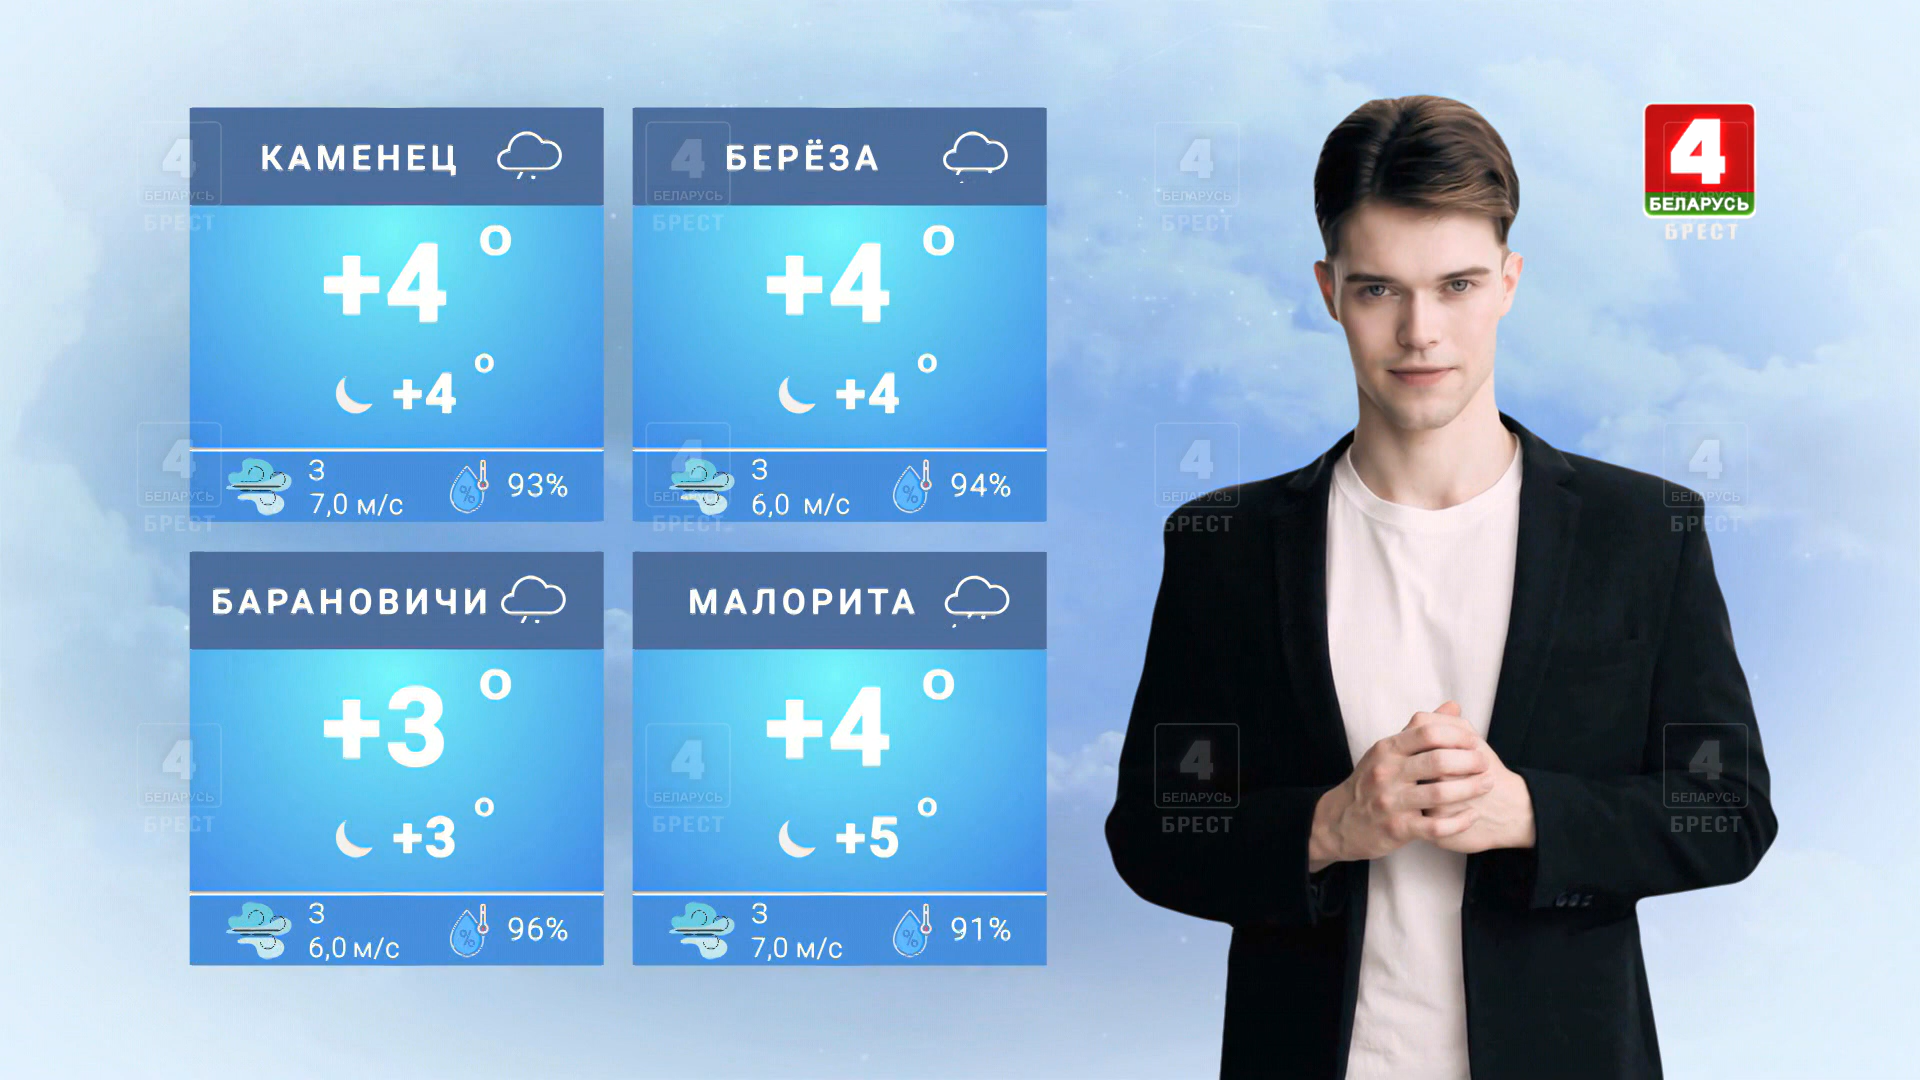 КАМЕНЕЦ
+4°
+4°
З
7,0 м/с
%
93%
БЕРЁЗА
+4°
+4°
З
6,0 м/с
%
94%
БАРАНОВИЧИ
+3°
+3°
З
6,0 м/с
%
96%
МАЛОРИТА
+4°
+5°
З
7,0 м/с
%
91%
4
БЕЛАРУСЬ
БРЕСТ